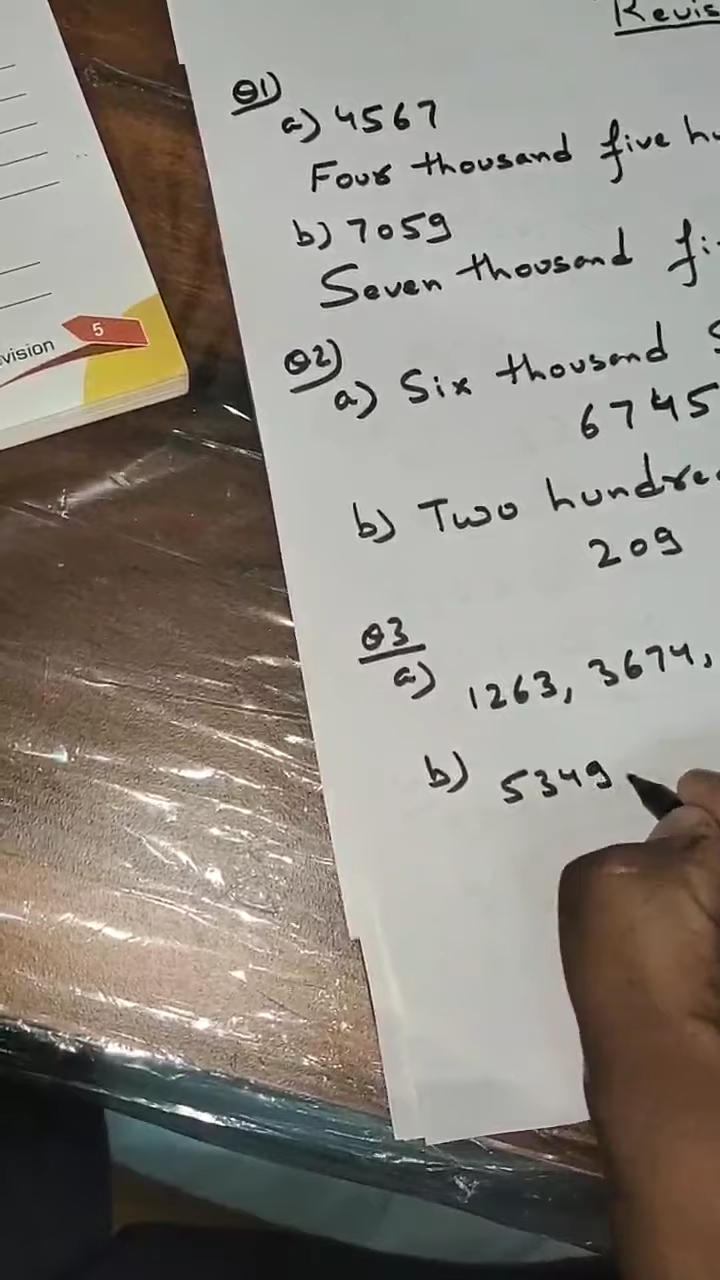 Revis
Q1)
a) 4567
Four thousand five hu
b) 7059
Seven thousand fi
Q2)
a) Six thousand S
6745
b) Two hundre
209
Q3
a) 1263, 3674,
b) 5349
vision 5